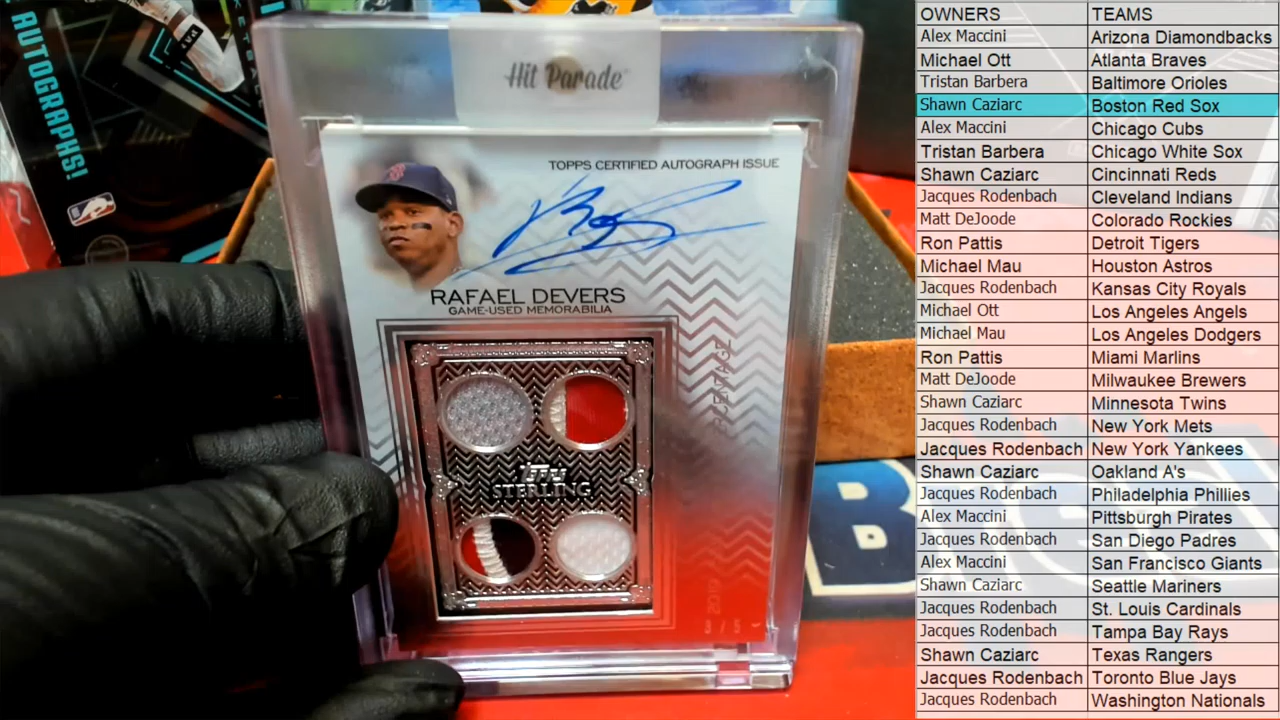 AUTOGRAPHS!
NBA
Hit Parade
TOPPS CERTIFIED AUTOGRAPH ISSUE
RAFAEL DEVERS
GAME-USED MEMORABILIA
TOPPS
STERLING
B
OWNERS TEAMS
Alex Maccini Arizona Diamondbacks
Michael Ott Atlanta Braves
Tristan Barbera Baltimore Orioles
Shawn Caziarc Boston Red Sox
Alex Maccini Chicago Cubs
Tristan Barbera Chicago White Sox
Shawn Caziarc Cincinnati Reds
Jacques Rodenbach Cleveland Indians
Matt DeJoode Colorado Rockies
Ron Pattis Detroit Tigers
Michael Mau Houston Astros
Jacques Rodenbach Kansas City Royals
Michael Ott Los Angeles Angels
Michael Mau Los Angeles Dodgers
Ron Pattis Miami Marlins
Matt DeJoode Milwaukee Brewers
Shawn Caziarc Minnesota Twins
Jacques Rodenbach New York Mets
Jacques Rodenbach New York Yankees
Shawn Caziarc Oakland A's
Jacques Rodenbach Philadelphia Phillies
Alex Maccini Pittsburgh Pirates
Jacques Rodenbach San Diego Padres
Alex Maccini San Francisco Giants
Shawn Caziarc Seattle Mariners
Jacques Rodenbach St. Louis Cardinals
Jacques Rodenbach Tampa Bay Rays
Shawn Caziarc Texas Rangers
Jacques Rodenbach Toronto Blue Jays
Jacques Rodenbach Washington Nationals